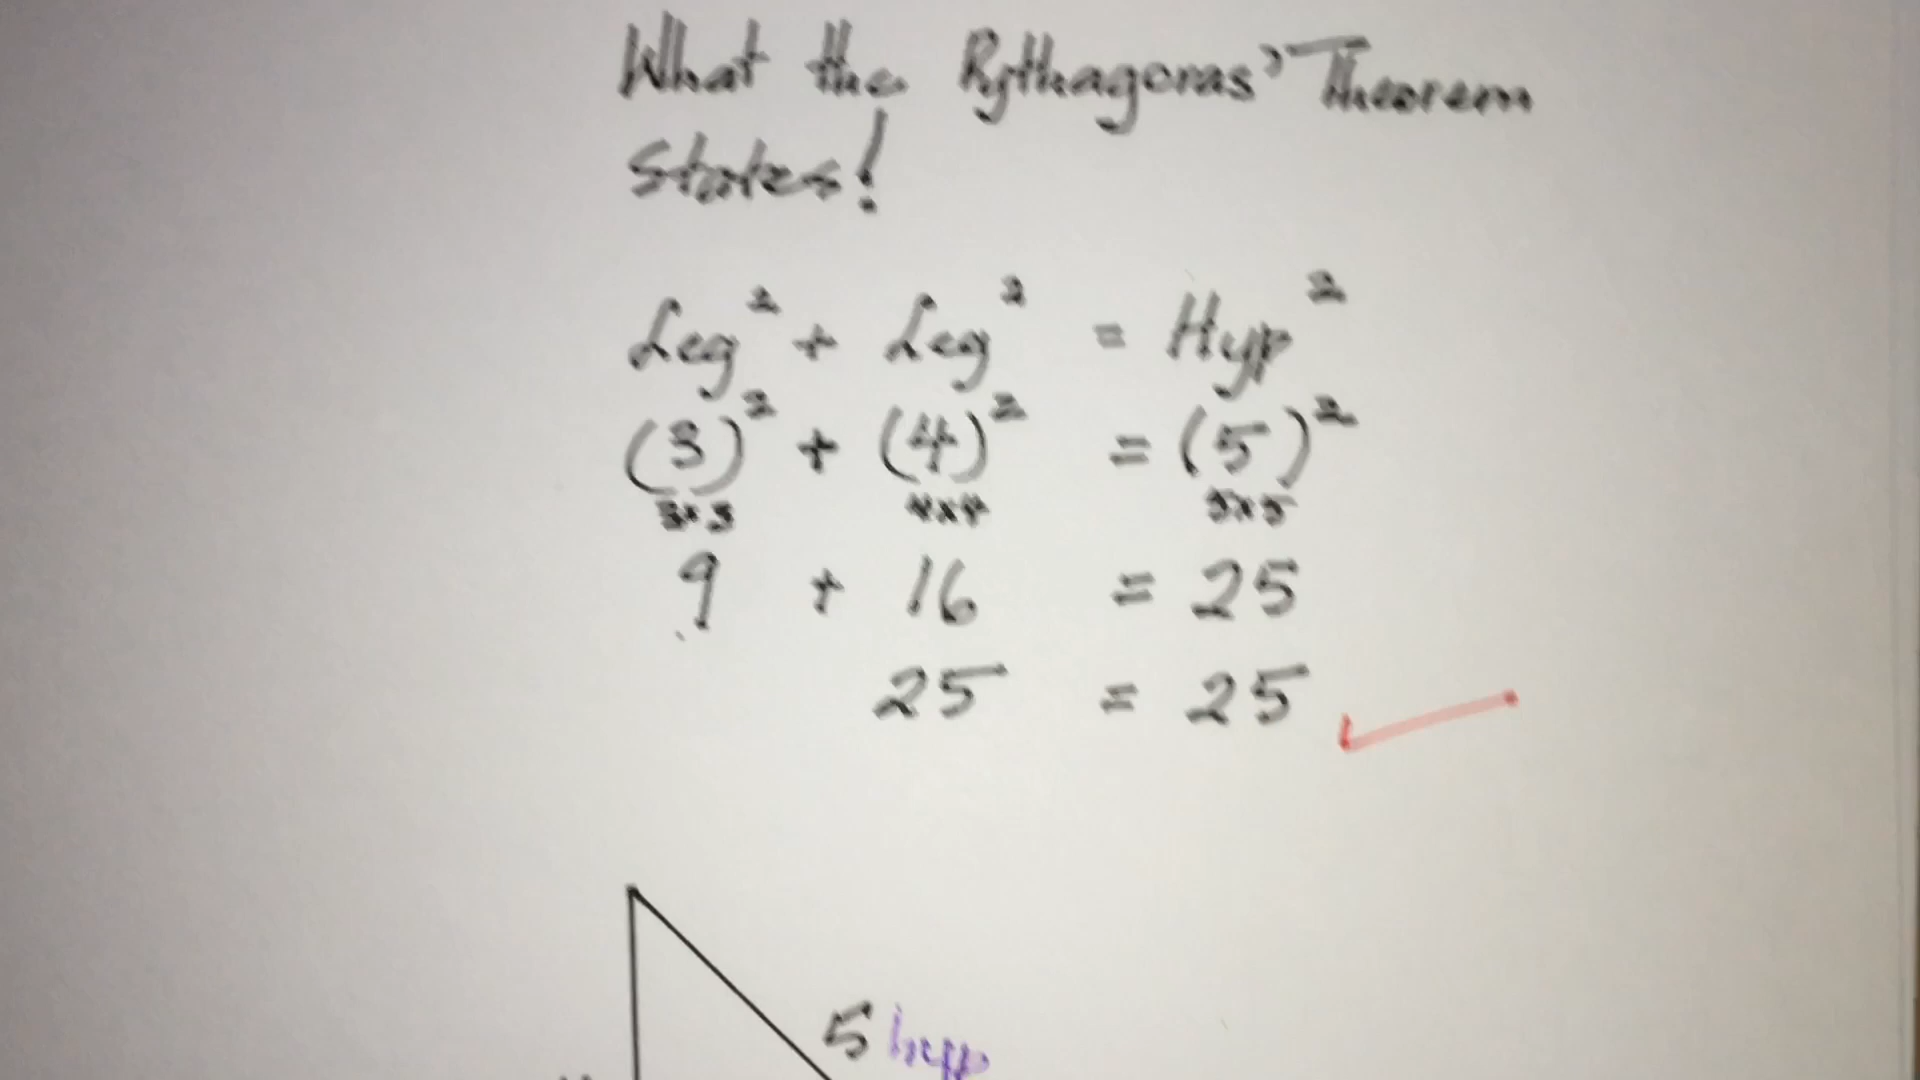 What the Pythagoras' Theorem
States!
Leg² + Leg² = Hyp²
(3)² + (4)² = (5)²
3x3 4x4 5x5
9 + 16 = 25
25 = 25
5 hyp